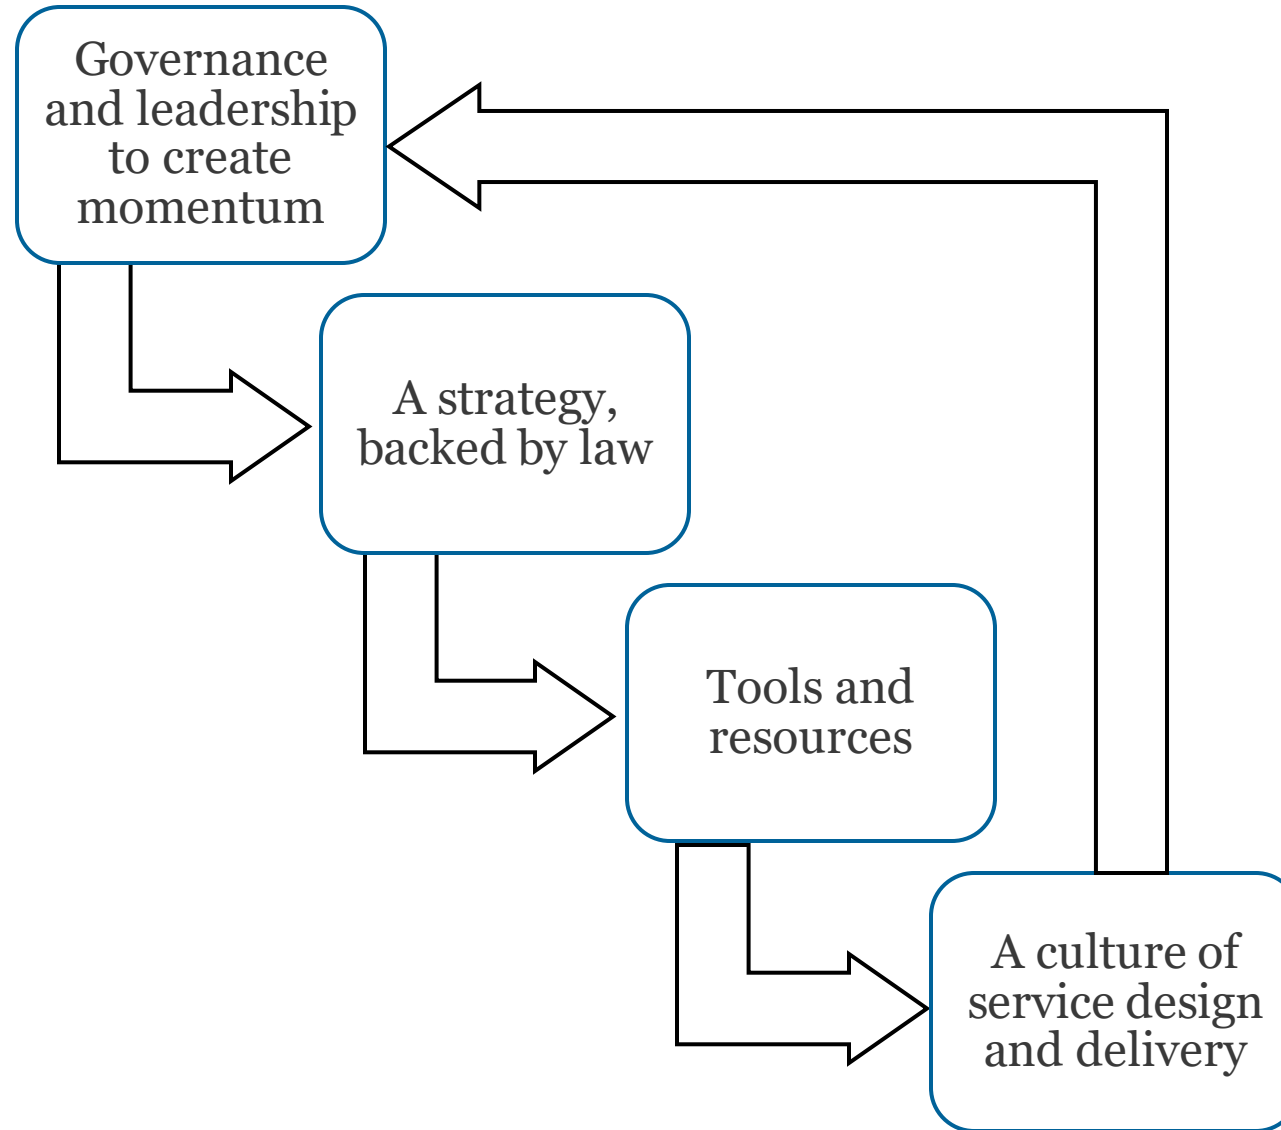 Governance
and leadership
to create
momentum
A strategy,
backed by law
Tools and
resources
A culture of
service design
and delivery